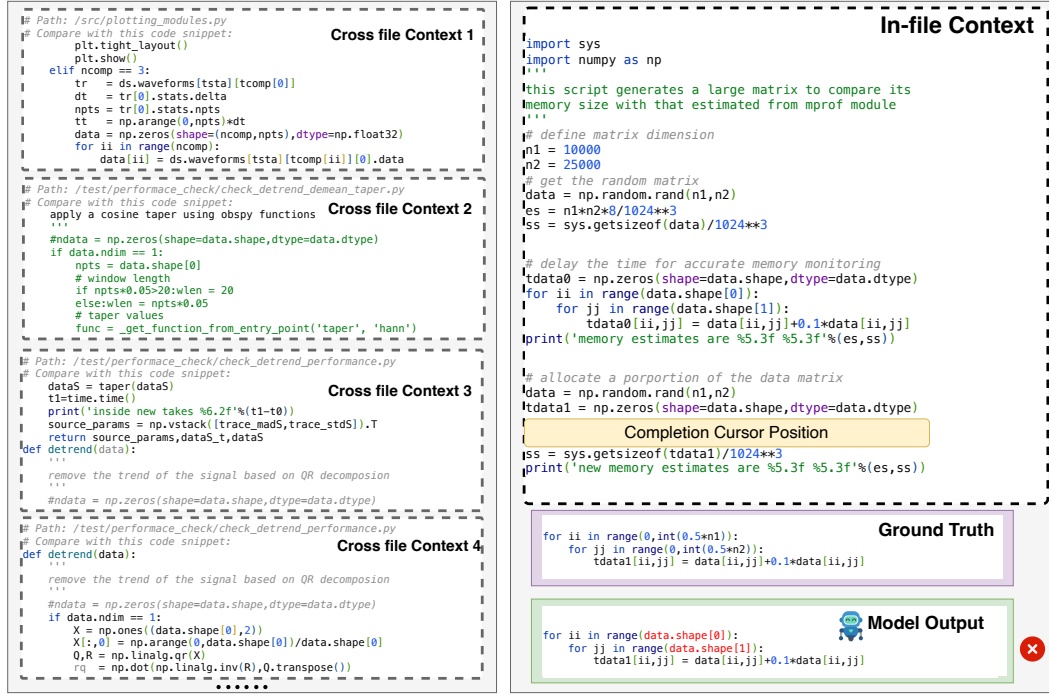 # Path: /src/plotting_modules.py
# Compare with this code snippet:
Cross file Context 1
        plt.tight_layout()
        plt.show()
    elif ncomp == 3:
        tr   = ds.waveforms[tsta][tcomp[0]]
        dt   = tr[0].stats.delta
        npts = tr[0].stats.npts
        tt   = np.arange(0,npts)*dt
        data = np.zeros(shape=(ncomp,npts),dtype=np.float32)
        for ii in range(ncomp):
            data[ii] = ds.waveforms[tsta][tcomp[ii]][0].data
# Path: /test/performace_check/check_detrend_demean_taper.py
# Compare with this code snippet:
Cross file Context 2
    apply a cosine taper using obspy functions
    '''
    #ndata = np.zeros(shape=data.shape,dtype=data.dtype)
    if data.ndim == 1:
        npts = data.shape[0]
        # window length
        if npts*0.05>20:wlen = 20
        else:wlen = npts*0.05
        # taper values
        func = _get_function_from_entry_point('taper', 'hann')
# Path: /test/performace_check/check_detrend_performance.py
# Compare with this code snippet:
Cross file Context 3
    dataS = taper(dataS)
    t1=time.time()
    print('inside new takes %6.2f'%(t1-t0))
    source_params = np.vstack([trace_madS,trace_stdS]).T
    return source_params,dataS_t,dataS
def detrend(data):
    '''
    remove the trend of the signal based on QR decomposion
    '''
    #ndata = np.zeros(shape=data.shape,dtype=data.dtype)
# Path: /test/performace_check/check_detrend_performance.py
# Compare with this code snippet:
Cross file Context 4
def detrend(data):
    '''
    remove the trend of the signal based on QR decomposion
    '''
    #ndata = np.zeros(shape=data.shape,dtype=data.dtype)
    if data.ndim == 1:
        X = np.ones((data.shape[0],2))
        X[:,0] = np.arange(0,data.shape[0])/data.shape[0]
        Q,R = np.linalg.qr(X)
        rq  = np.dot(np.linalg.inv(R),Q.transpose())
......
In-file Context
import sys
import numpy as np
'''
this script generates a large matrix to compare its
memory size with that estimated from mprof module
'''
# define matrix dimension
n1 = 10000
n2 = 25000
# get the random matrix
data = np.random.rand(n1,n2)
es = n1*n2*8/1024**3
ss = sys.getsizeof(data)/1024**3
# delay the time for accurate memory monitoring
tdata0 = np.zeros(shape=data.shape,dtype=data.dtype)
for ii in range(data.shape[0]):
    for jj in range(data.shape[1]):
        tdata0[ii,jj] = data[ii,jj]+0.1*data[ii,jj]
print('memory estimates are %5.3f %5.3f'%(es,ss))
# allocate a porportion of the data matrix
data = np.random.rand(n1,n2)
tdata1 = np.zeros(shape=data.shape,dtype=data.dtype)
Completion Cursor Position
ss = sys.getsizeof(tdata1)/1024**3
print('new memory estimates are %5.3f %5.3f'%(es,ss))
Ground Truth
for ii in range(0,int(0.5*n1)):
    for jj in range(0,int(0.5*n2)):
        tdata1[ii,jj] = data[ii,jj]+0.1*data[ii,jj]
Model Output
for ii in range(data.shape[0]):
    for jj in range(data.shape[1]):
        tdata1[ii,jj] = data[ii,jj]+0.1*data[ii,jj]